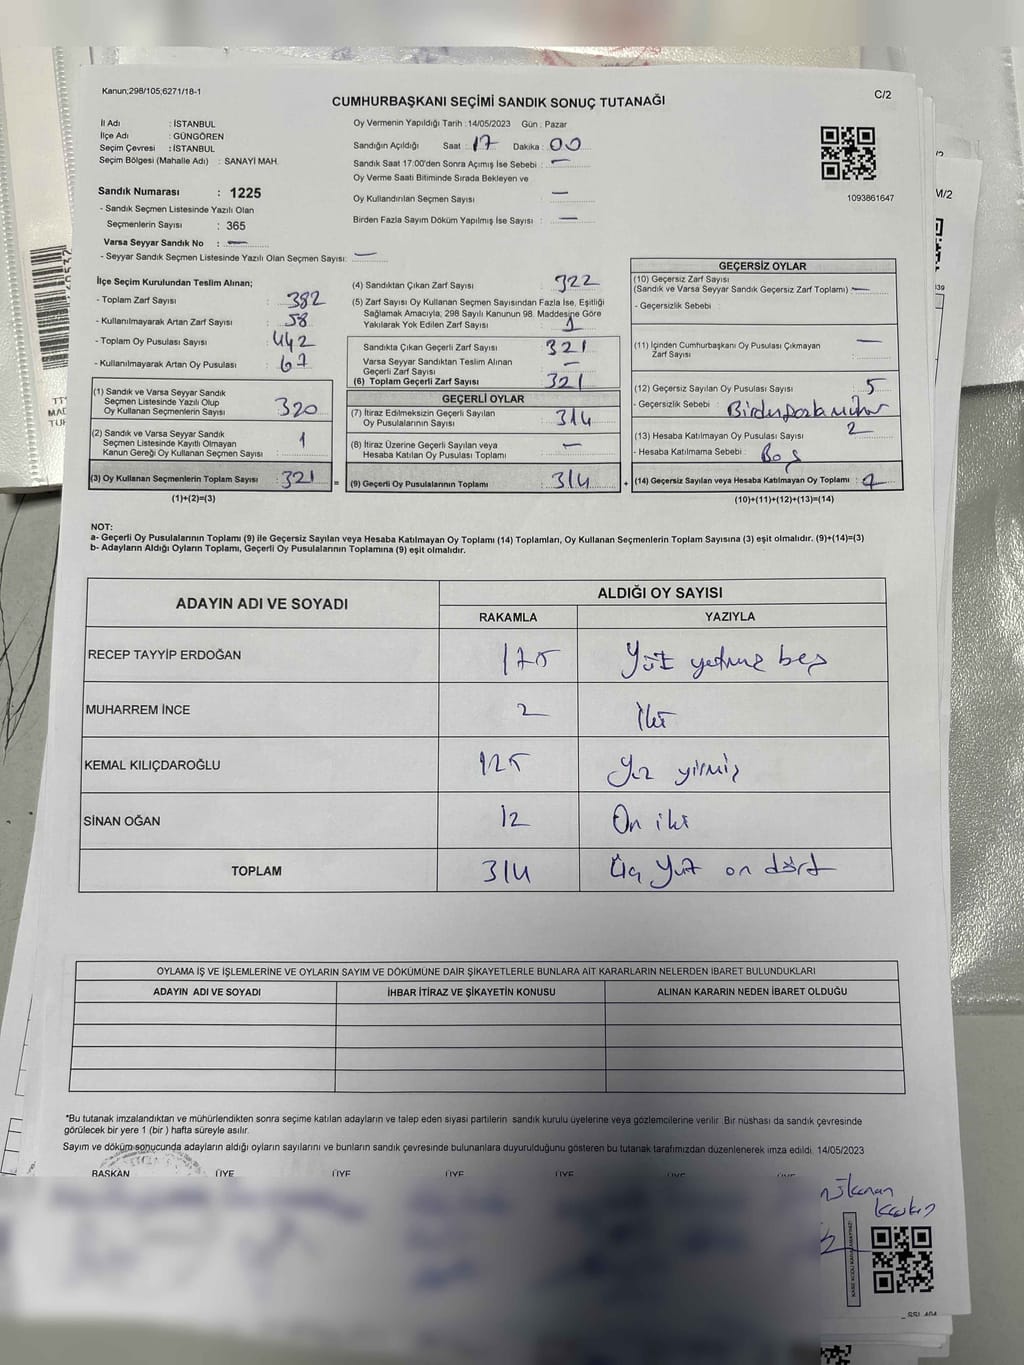 Kanun;298/105;6271/18-1
C/2
CUMHURBAŞKANI SEÇİMİ SANDIK SONUÇ TUTANAĞI
İl Adı : İSTANBUL
İlçe Adı : GÜNGÖREN
Seçim Çevresi : İSTANBUL
Seçim Bölgesi (Mahalle Adı) : SANAYİ MAH.
Sandık Numarası : 1225
- Sandık Seçmen Listesinde Yazılı Olan
Seçmenlerin Sayısı : 365
Varsa Seyyar Sandık No : —
- Seyyar Sandık Seçmen Listesinde Yazılı Olan Seçmen Sayısı: —
Oy Vermenin Yapıldığı Tarih :14/05/2023 Gün : Pazar
Sandığın Açıldığı Saat : 17 Dakika : 00
Sandık Saat 17:00'den Sonra Açımış İse Sebebi : —
Oy Verme Saati Bitiminde Sırada Bekleyen ve
Oy Kullandırılan Seçmen Sayısı : —
Birden Fazla Sayım Döküm Yapılmış İse Sayısı : —
1093861647
M/2
İlçe Seçim Kurulundan Teslim Alınan;
- Toplam Zarf Sayısı : 382
- Kullanılmayarak Artan Zarf Sayısı : 58
- Toplam Oy Pusulası Sayısı : 442
- Kullanılmayarak Artan Oy Pusulası : 67
(1) Sandık ve Varsa Seyyar Sandık
Seçmen Listesinde Yazılı Olup
Oy Kullanan Seçmenlerin Sayısı : 320
(2) Sandık ve Varsa Seyyar Sandık
Seçmen Listesinde Kayıtlı Olmayan
Kanun Gereği Oy Kullanan Seçmen Sayısı : 1
(3) Oy Kullanan Seçmenlerin Toplam Sayısı : 321
(1)+(2)=(3)
(4) Sandıktan Çıkan Zarf Sayısı : 322
(5) Zarf Sayısı Oy Kullanan Seçmen Sayısından Fazla İse, Eşitliği
Sağlamak Amacıyla; 298 Sayılı Kanunun 98. Maddesine Göre
Yakılarak Yok Edilen Zarf Sayısı : 1
Sandıkta Çıkan Geçerli Zarf Sayısı : 321
Varsa Seyyar Sandıktan Teslim Alınan
Geçerli Zarf Sayısı : —
(6) Toplam Geçerli Zarf Sayısı : 321
GEÇERLİ OYLAR
(7) İtiraz Edilmeksizin Geçerli Sayılan
Oy Pusulalarının Sayısı : 314
(8) İtiraz Üzerine Geçerli Sayılan veya
Hesaba Katılan Oy Pusulası Toplamı : —
= (9) Geçerli Oy Pusulalarının Toplamı : 314 +
GEÇERSİZ OYLAR
(10) Geçersiz Zarf Sayısı
(Sandık ve Varsa Seyyar Sandık Geçersiz Zarf Toplamı) : —
- Geçersizlik Sebebi :
(11) İçinden Cumhurbaşkanı Oy Pusulası Çıkmayan
Zarf Sayısı : —
(12) Geçersiz Sayılan Oy Pusulası Sayısı : 5
- Geçersizlik Sebebi :
(13) Hesaba Katılmayan Oy Pusulası Sayısı : 2
- Hesaba Katılmama Sebebi : Boş
(14) Geçersiz Sayılan veya Hesaba Katılmayan Oy Toplamı : 7
(10)+(11)+(12)+(13)=(14)
NOT:
a- Geçerli Oy Pusulalarının Toplamı (9) ile Geçersiz Sayılan veya Hesaba Katılmayan Oy Toplamı (14) Toplamları, Oy Kullanan Seçmenlerin Toplam Sayısına (3) eşit olmalıdır. (9)+(14)=(3)
b- Adayların Aldığı Oyların Toplamı, Geçerli Oy Pusulalarının Toplamına (9) eşit olmalıdır.
ADAYIN ADI VE SOYADI
ALDIĞI OY SAYISI
RAKAMLA YAZIYLA
RECEP TAYYİP ERDOĞAN 175 Yüz yetmiş beş
MUHARREM İNCE 2 İki
KEMAL KILIÇDAROĞLU 125 Yüz yirmi
SİNAN OĞAN 12 On iki
TOPLAM 314 Üç Yüz on dört
OYLAMA İŞ VE İŞLEMLERİNE VE OYLARIN SAYIM VE DÖKÜMÜNE DAİR ŞİKAYETLERLE BUNLARA AİT KARARLARIN NELERDEN İBARET BULUNDUKLARI
ADAYIN ADI VE SOYADI İHBAR İTİRAZ VE ŞİKAYETİN KONUSU ALINAN KARARIN NEDEN İBARET OLDUĞU
*Bu tutanak imzalandıktan ve mühürlendikten sonra seçime katılan adayların ve talep eden siyasi partilerin sandık kurulu üyelerine veya gözlemcilerine verilir. Bir nüshası da sandık çevresinde
görülecek bir yere 1 (bir ) hafta süreyle asılır.
Sayım ve döküm sonucunda adayların aldığı oyların sayılarını ve bunların sandık çevresinde bulunanlara duyurulduğunu gösteren bu tutanak tarafımızdan düzenlenerek imza edildi. 14/05/2023
BAŞKAN ÜYE ÜYE ÜYE ÜYE ÜYE